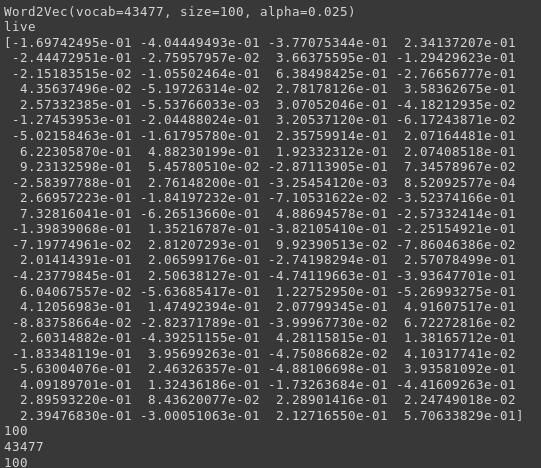 Word2Vec(vocab=43477, size=100, alpha=0.025)
live
[-1.69742495e-01 -4.04449493e-01 -3.77075344e-01  2.34137207e-01
 -2.44472951e-01 -2.75957957e-02  3.66375595e-01 -1.29429623e-01
 -2.15183515e-02 -1.05502464e-01  6.38498425e-01 -2.76656777e-01
  4.35637496e-02 -5.19726314e-02  2.78178126e-01  3.58362675e-01
  2.57332385e-01 -5.53766033e-03  3.07052046e-01 -4.18212935e-02
 -1.27453953e-01 -2.04488024e-01  3.20537120e-01 -6.17243871e-02
 -5.02158463e-01 -1.61795780e-01  2.35759914e-01  2.07164481e-01
  6.22305870e-01  4.88230199e-01  1.92332312e-01  2.07408518e-01
  9.23132598e-01  5.45780510e-02 -2.87113905e-01  7.34578967e-02
 -2.58397788e-01  2.76148200e-01 -3.25454120e-03  8.52092577e-04
  2.66957223e-01 -1.84197232e-01 -7.10531622e-02 -3.52374166e-01
  7.32816041e-01 -6.26513660e-01  4.88694578e-01 -2.57332414e-01
 -1.39839068e-01  1.35216787e-01 -3.82105410e-01 -2.25154921e-01
 -7.19774961e-02  2.81207293e-01  9.92390513e-02 -7.86046386e-02
  2.01414391e-01  2.06599176e-01 -2.74198294e-01  2.57078499e-01
 -4.23779845e-01  2.50638127e-01 -4.74119663e-01 -3.93647701e-01
  6.04067557e-02 -5.63685417e-01  1.22752950e-01 -5.26993275e-01
  4.12056983e-01  1.47492394e-01  2.07799345e-01  4.91607517e-01
 -8.83758664e-02 -2.82371789e-01 -3.99967730e-02  6.72272816e-02
  2.60314882e-01 -4.39251155e-01  4.28115815e-01  1.38165712e-01
 -1.83348119e-01  3.95699263e-01 -4.75086682e-02  4.10317741e-02
 -5.63004076e-01  2.46326357e-01 -4.88106698e-01  3.93581092e-01
  4.09189701e-01  1.32436186e-01 -1.73263684e-01 -4.41609263e-01
  2.89593220e-01  8.43620077e-02  2.28901416e-01  2.24749018e-02
  2.39476830e-01 -3.00051063e-01  2.12716550e-01  5.70633829e-01]
100
43477
100